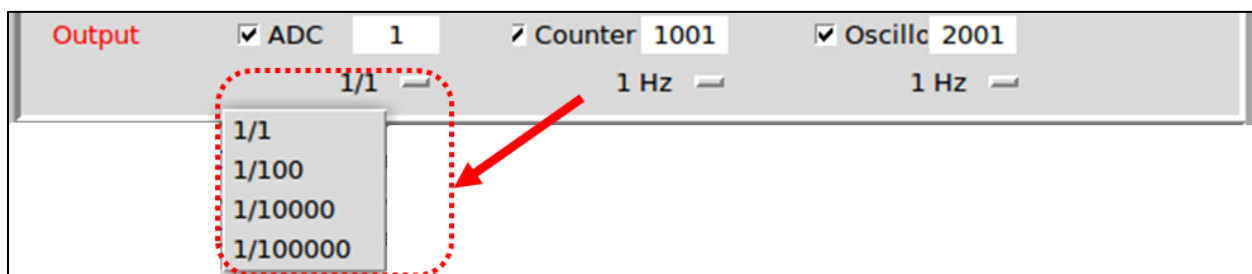 Output ADC 1 Counter 1001 Oscillo 2001
1/1 1 Hz 1 Hz
1/1
1/100
1/10000
1/100000